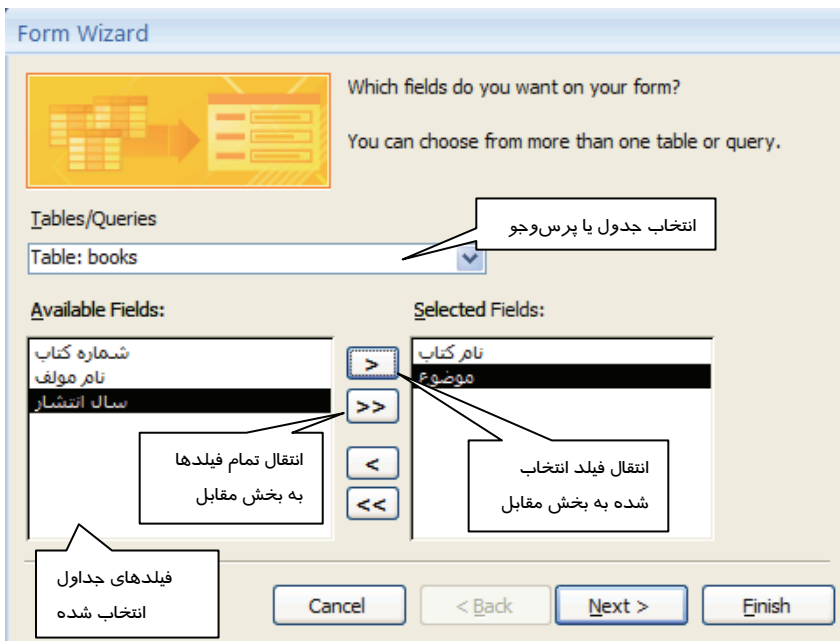 Form Wizard
Which fields do you want on your form?
You can choose from more than one table or query.
Tables/Queries
انتخاب جدول یا پرس‌وجو
Table: books
Available Fields:
Selected Fields:
شماره کتاب
نام مولف
سال انتشار
>
>>
<
<<
نام کتاب
موضوع
انتقال تمام فیلدها
به بخش مقابل
انتقال فیلد انتخاب
شده به بخش مقابل
فیلدهای جداول
انتخاب شده
Cancel
< Back
Next >
Finish